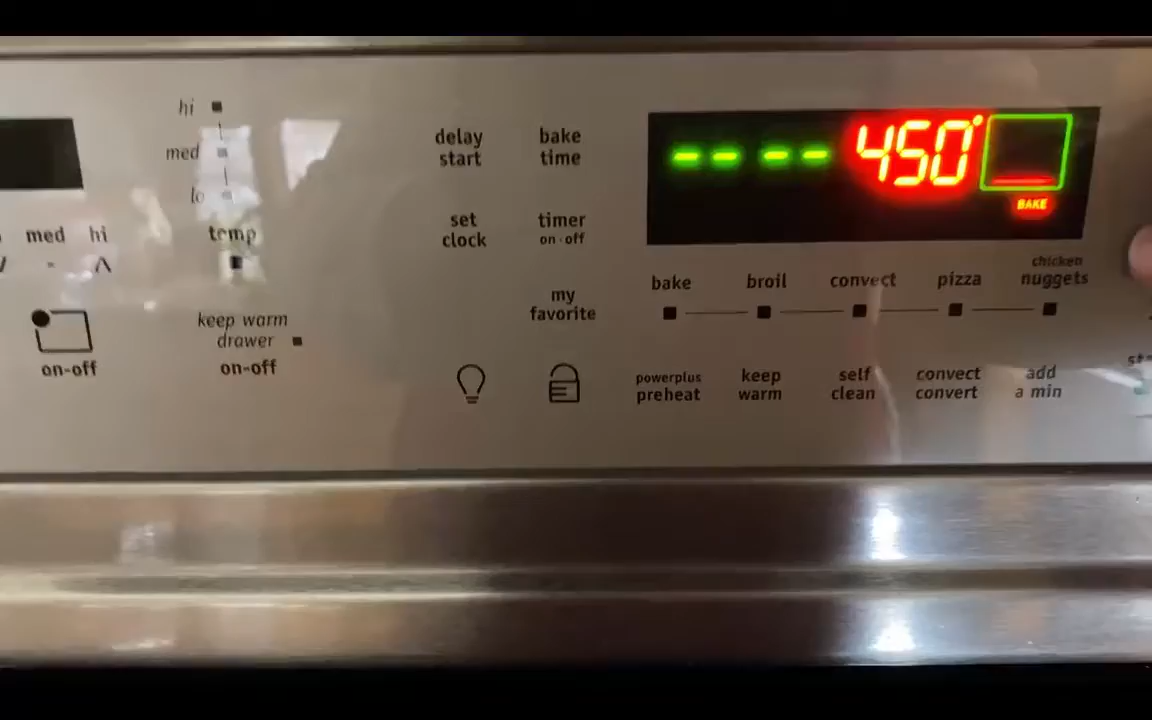 hi
med
lo
temp
med hi
on-off
keep warm
drawer
on-off
delay
start
bake
time
set
clock
timer
on·off
my
favorite
---- 450°
BAKE
bake
broil
convect
pizza
chicken
nuggets
powerplus
preheat
keep
warm
self
clean
convect
convert
add
a min